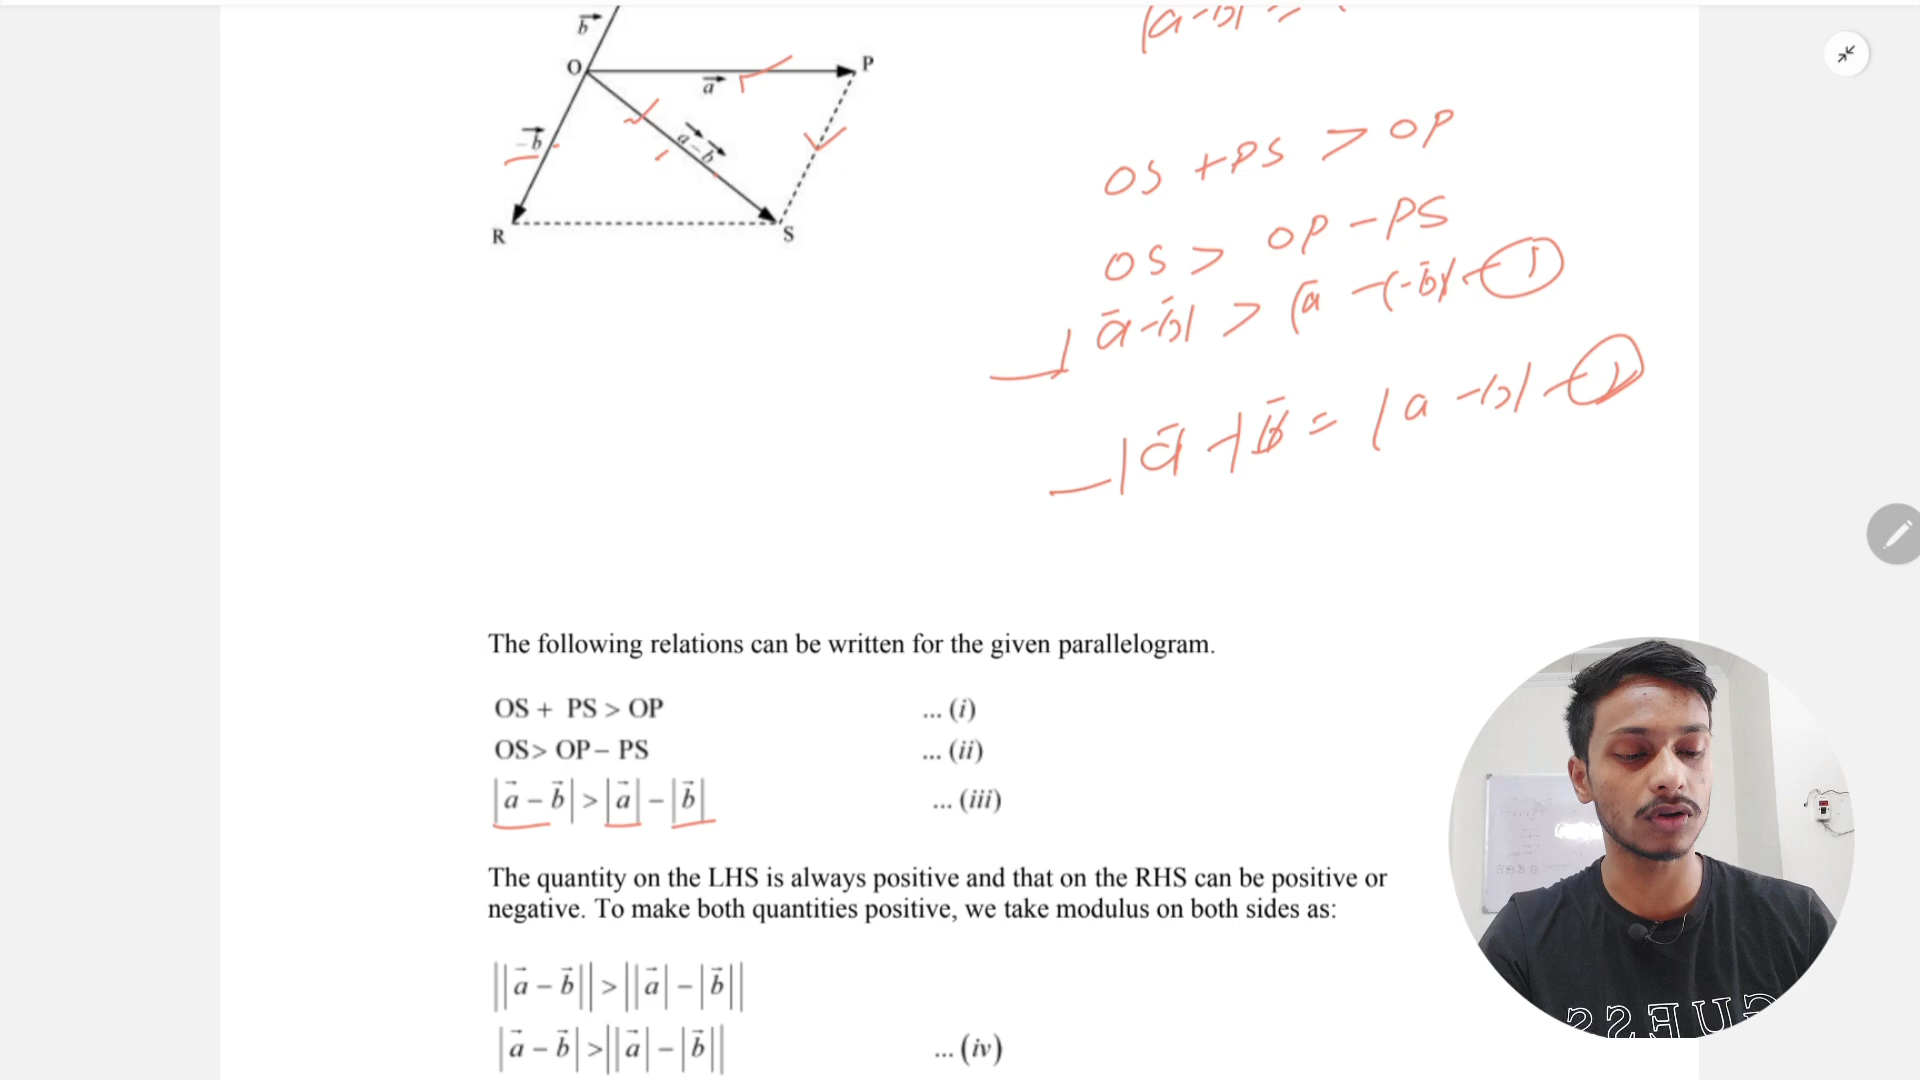 b
O
P
a
-b
a - b
R
S
|a-b| =
OS + PS > OP
OS > OP - PS
|a-b| > |a - (-b)| - 1
|a| - |b| = |a - b| - 2
The following relations can be written for the given parallelogram.
OS + PS > OP ... (i)
OS> OP – PS ... (ii)
|a⃗ – b⃗| > |a⃗| – |b⃗| ... (iii)
The quantity on the LHS is always positive and that on the RHS can be positive or
negative. To make both quantities positive, we take modulus on both sides as:
||a⃗ – b⃗|| > ||a⃗| – |b⃗||
|a⃗ – b⃗| > ||a⃗| – |b⃗|| ... (iv)
GUESS